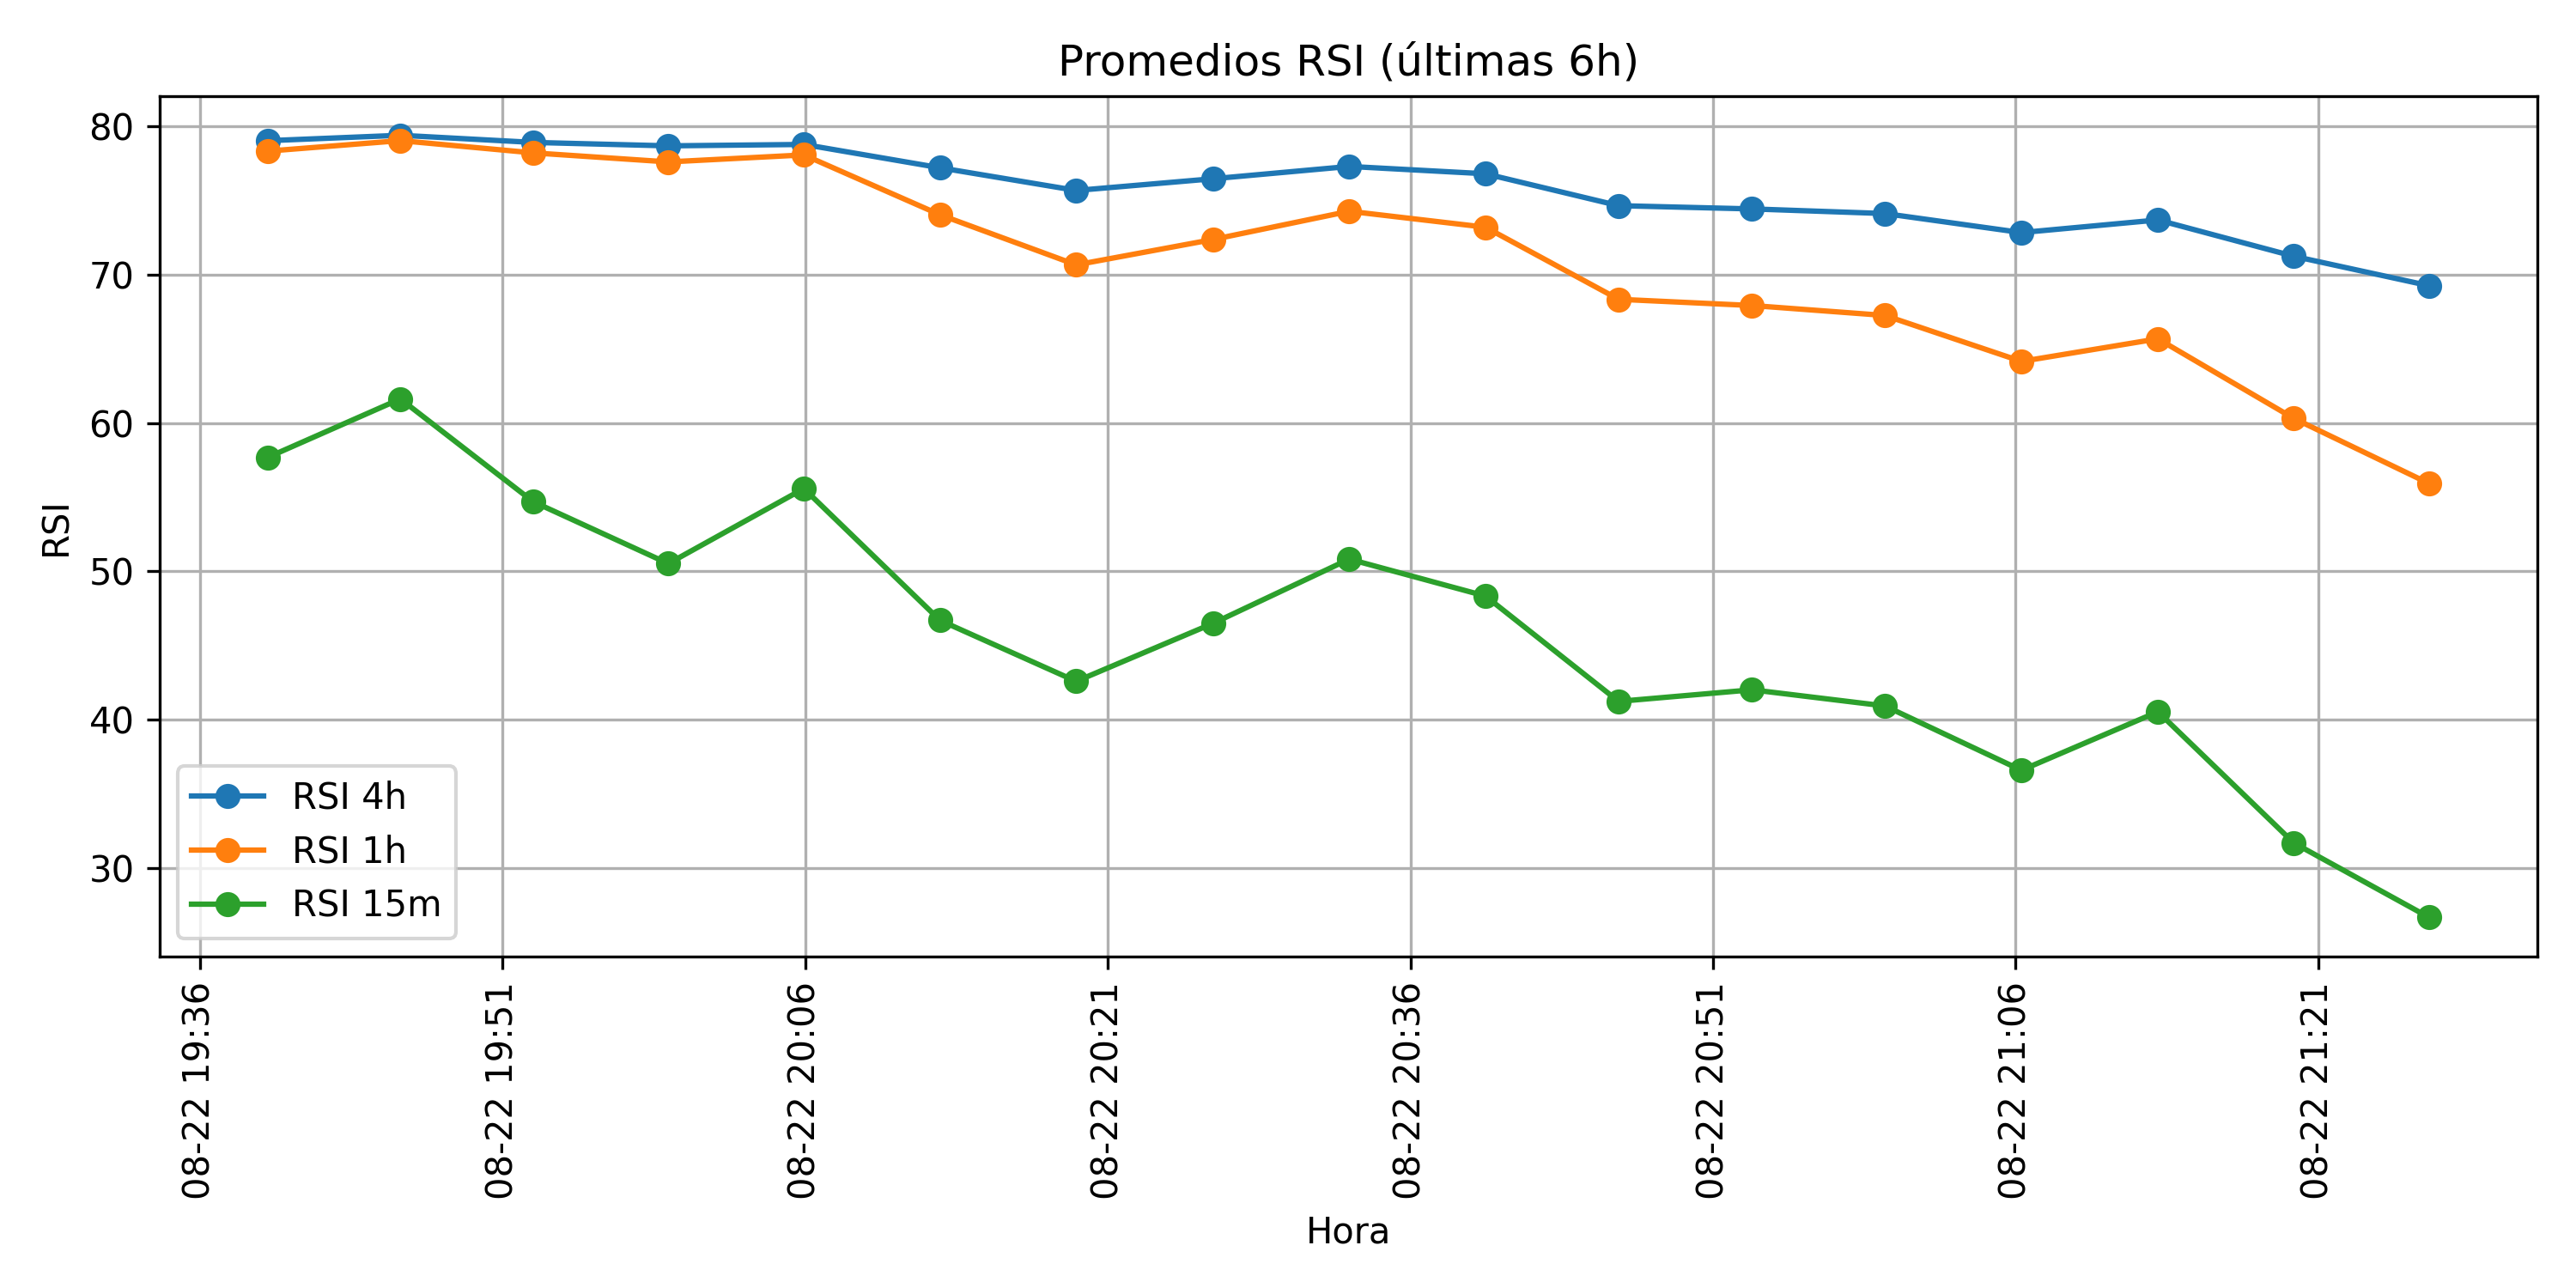 Promedios RSI (últimas 6h)
RSI
80
70
60
50
40
30
RSI 4h
RSI 1h
RSI 15m
08-22 19:36
08-22 19:51
08-22 20:06
08-22 20:21
08-22 20:36
08-22 20:51
08-22 21:06
08-22 21:21
Hora